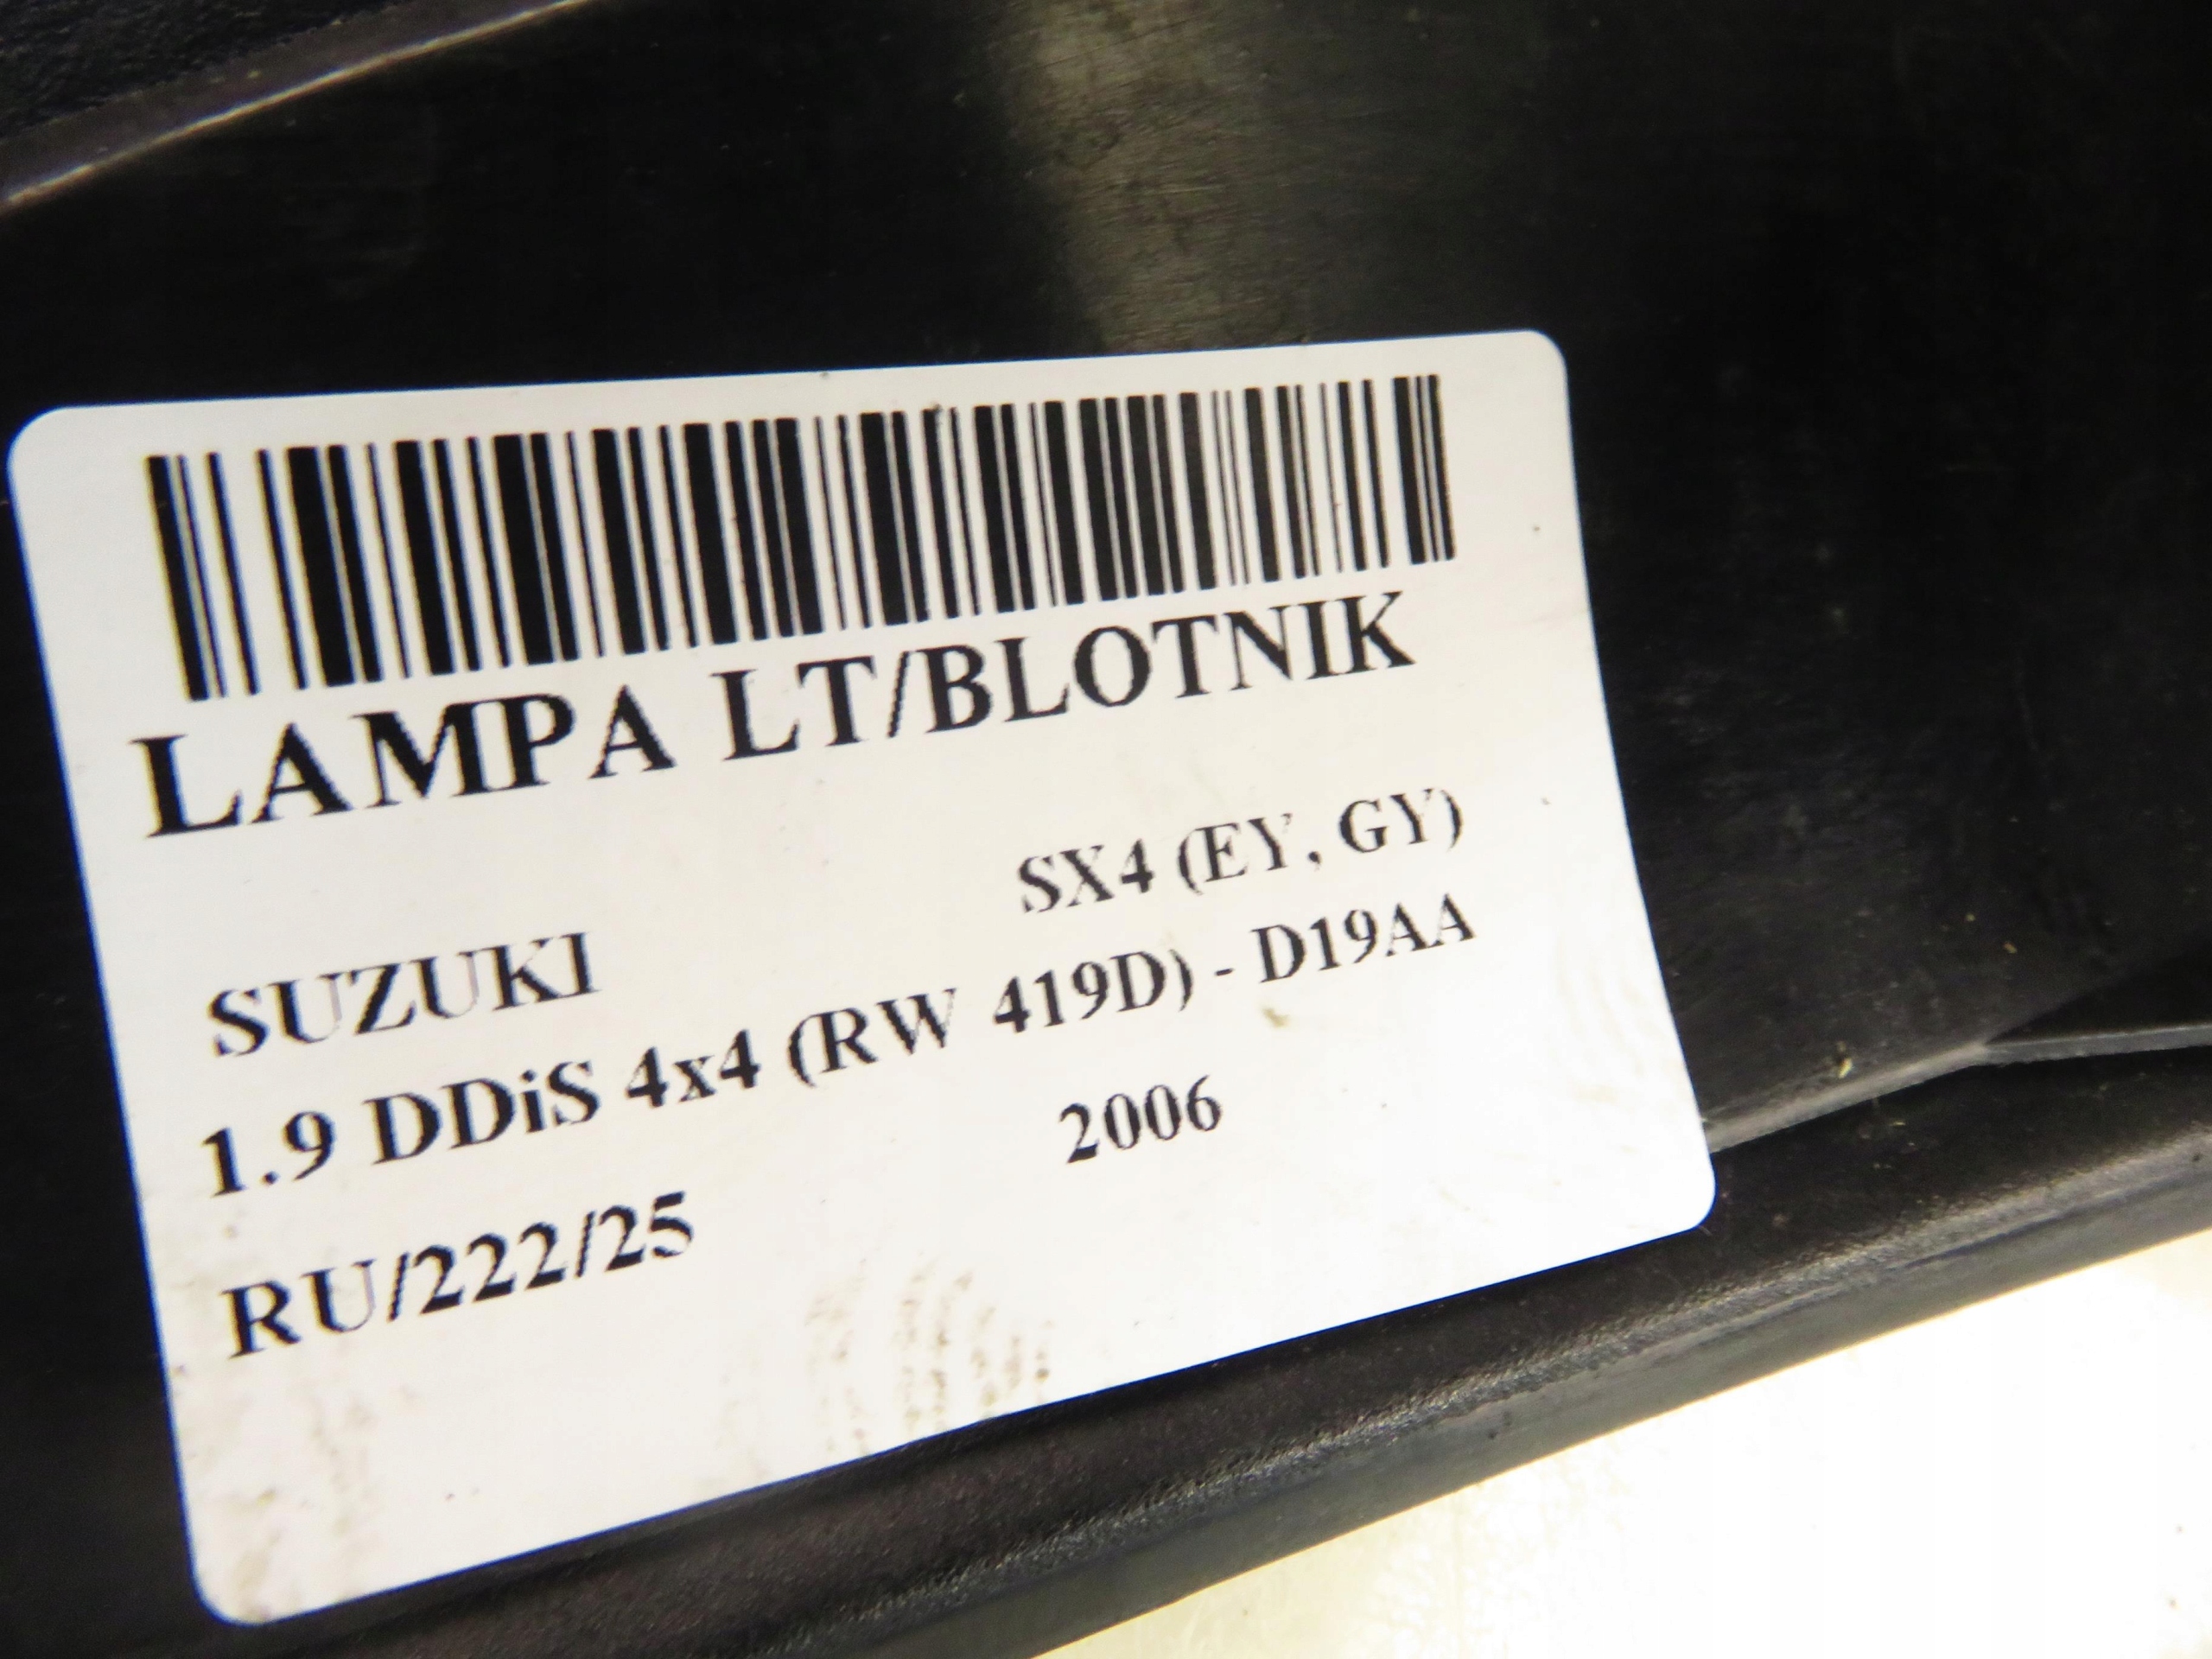 LAMPA LT/BLOTNIK
SUZUKI SX4 (EY, GY)
1.9 DDiS 4x4 (RW 419D) - D19AA
RU/222/25 2006